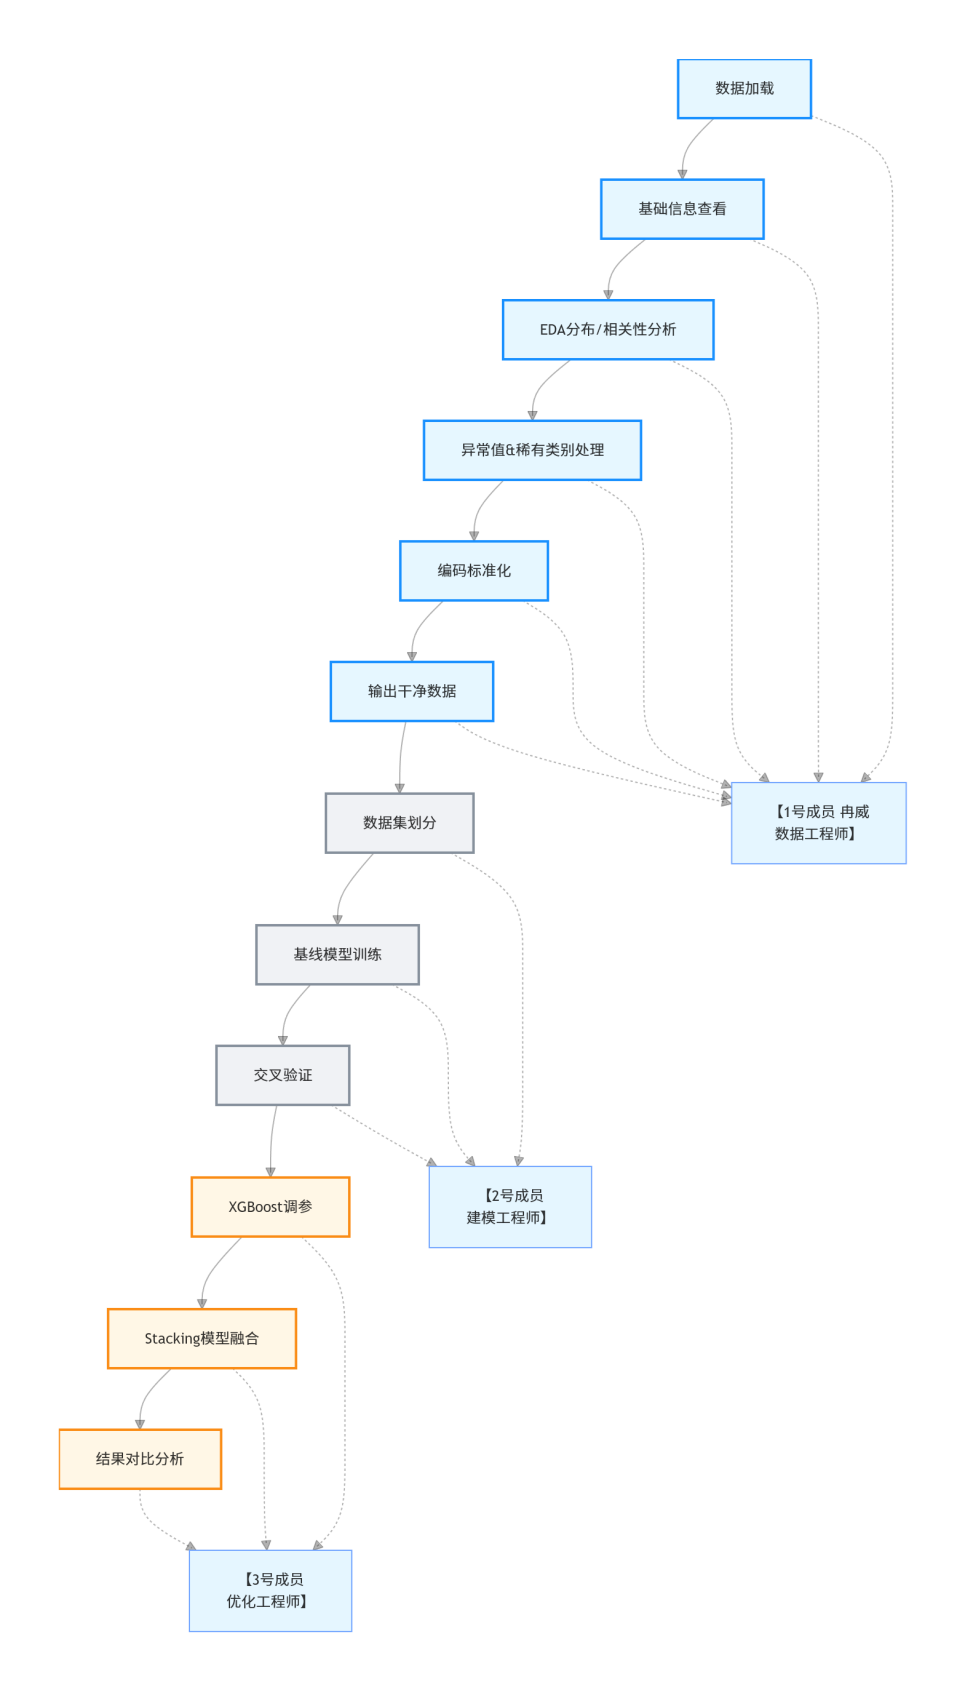 数据加载
基础信息查看
EDA分布/相关性分析
异常值&稀有类别处理
编码标准化
输出干净数据
数据集划分
【1号成员 冉威
数据工程师】
基线模型训练
交叉验证
【2号成员
建模工程师】
XGBoost调参
Stacking模型融合
结果对比分析
【3号成员
优化工程师】